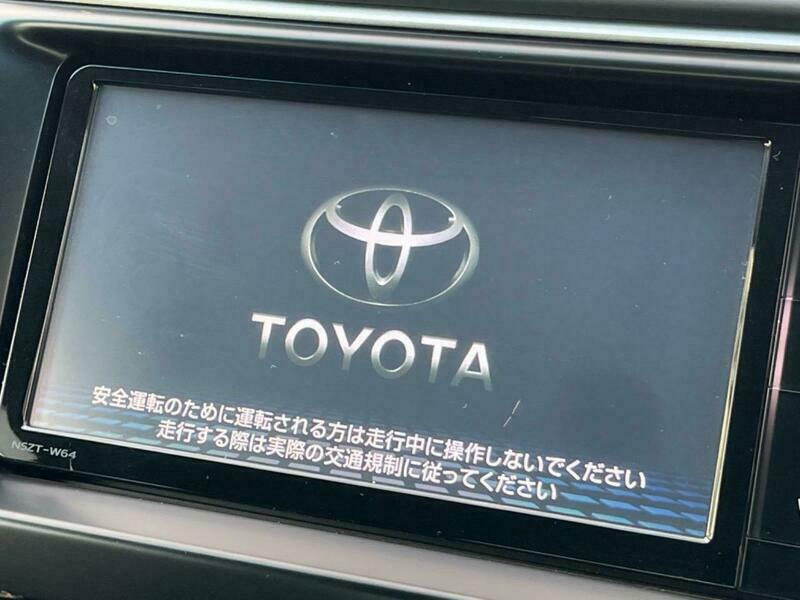 TOYOTA
安全運転のために運転される方は走行中に操作しないでください
走行する際は実際の交通規制に従ってください
NSZT-W64